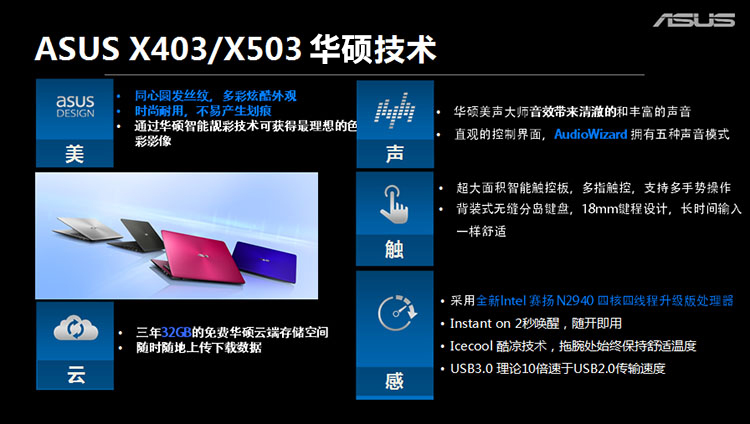 ASUS
ASUS X403/X503 华硕技术
asus
DESIGN
美
• 同心圆发丝纹，多彩炫酷外观
• 时尚耐用，不易产生划痕
• 通过华硕智能靓彩技术可获得最理想的色
彩影像
云
• 三年32GB的免费华硕云端存储空间
• 随时随地上传下载数据
声
• 华硕美声大师音效带来清澈的和丰富的声音
• 直观的控制界面，AudioWizard 拥有五种声音模式
触
• 超大面积智能触控板，多指触控，支持多手势操作
• 背装式无缝分岛键盘，18mm键程设计，长时间输入
一样舒适
感
• 采用全新Intel 赛扬 N2940 四核四线程升级版处理器
• Instant on 2秒唤醒，随开即用
• Icecool 酷凉技术，拖腕处始终保持舒适温度
• USB3.0 理论10倍速于USB2.0传输速度